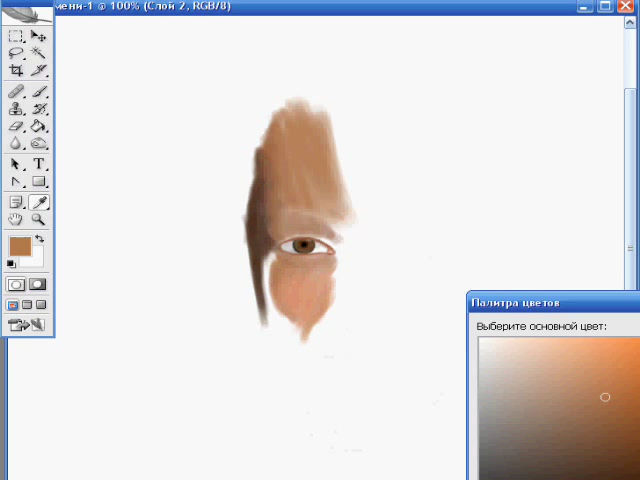 мени-1 @ 100% (Слой 2, RGB/8)
T
Палитра цветов
Выберите основной цвет: